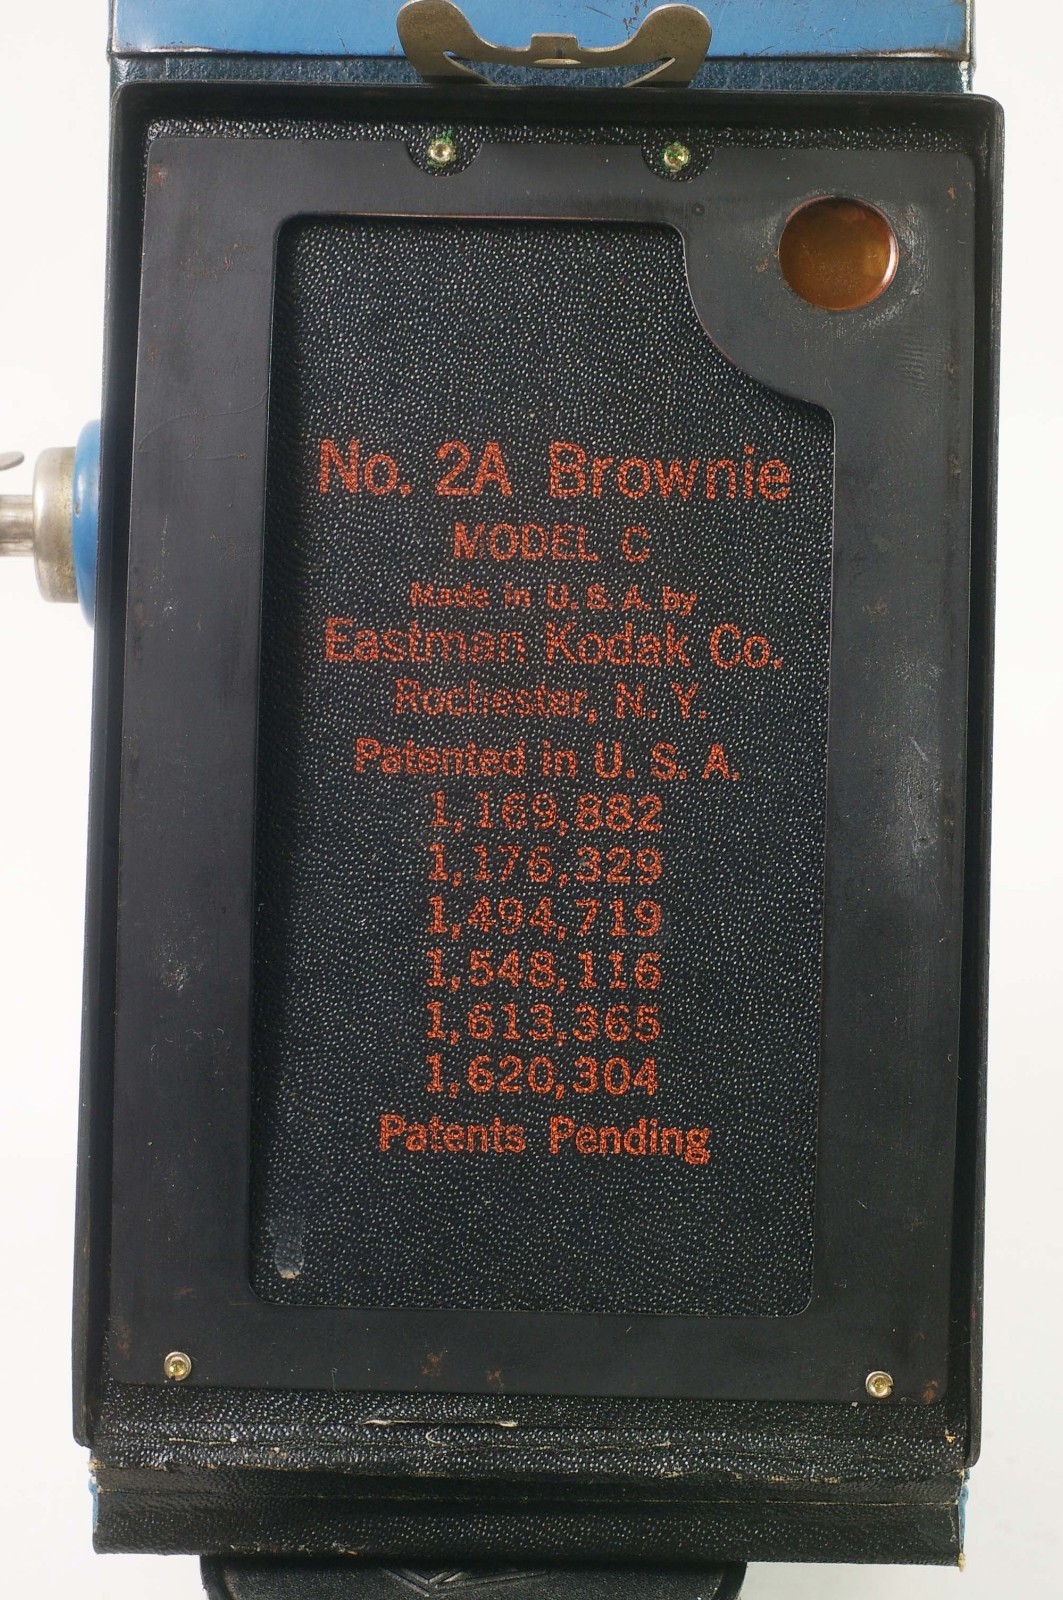 No. 2A Brownie
MODEL C
Made in U. S. A. by
Eastman Kodak Co.
Rochester, N. Y.
Patented in U. S. A.
1,169,882
1,176,329
1,494,719
1,548,116
1,613,365
1,620,304
Patents Pending